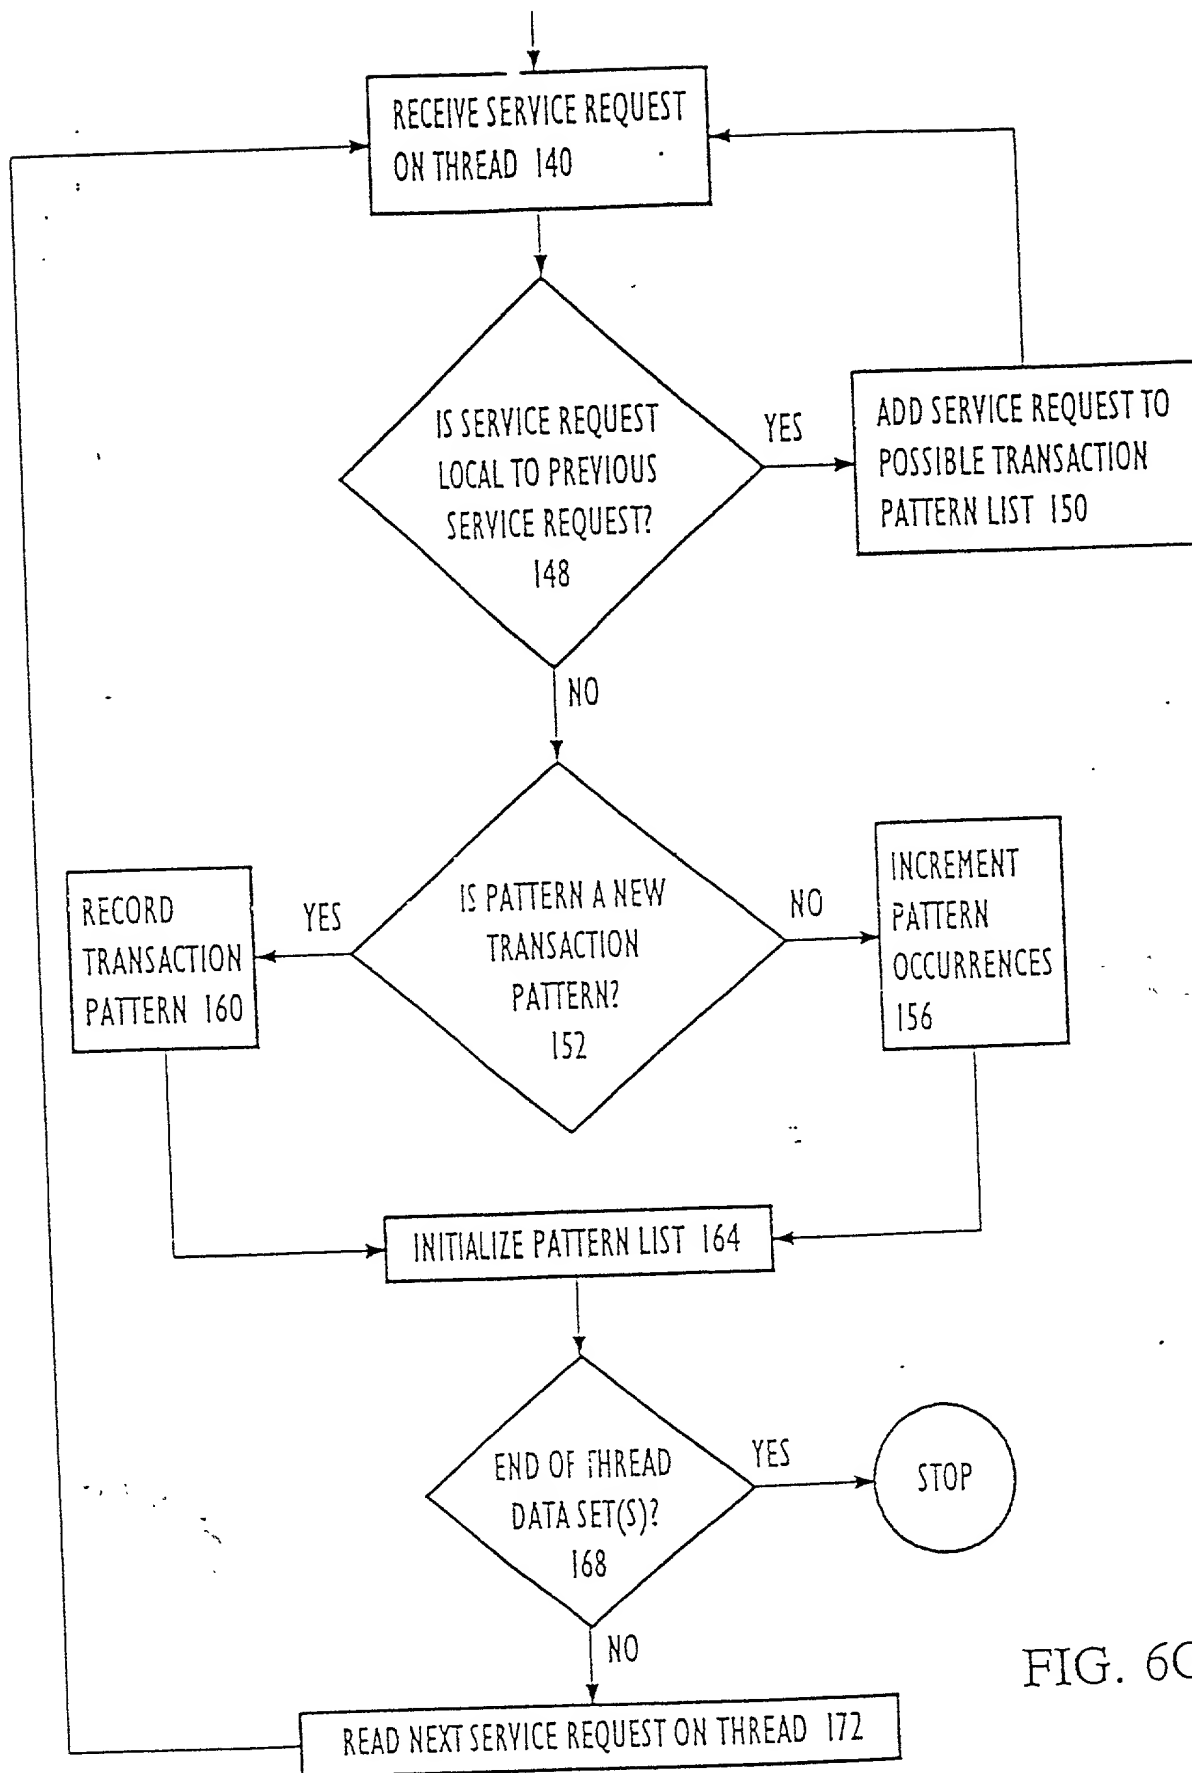 RECEIVE SERVICE REQUEST
ON THREAD 140
IS SERVICE REQUEST
LOCAL TO PREVIOUS
SERVICE REQUEST?
148
YES
ADD SERVICE REQUEST TO
POSSIBLE TRANSACTION
PATTERN LIST 150
NO
IS PATTERN A NEW
TRANSACTION
PATTERN?
152
YES
RECORD
TRANSACTION
PATTERN 160
NO
INCREMENT
PATTERN
OCCURRENCES
156
INITIALIZE PATTERN LIST 164
END OF THREAD
DATA SET(S)?
168
YES
STOP
NO
READ NEXT SERVICE REQUEST ON THREAD 172
FIG. 6C